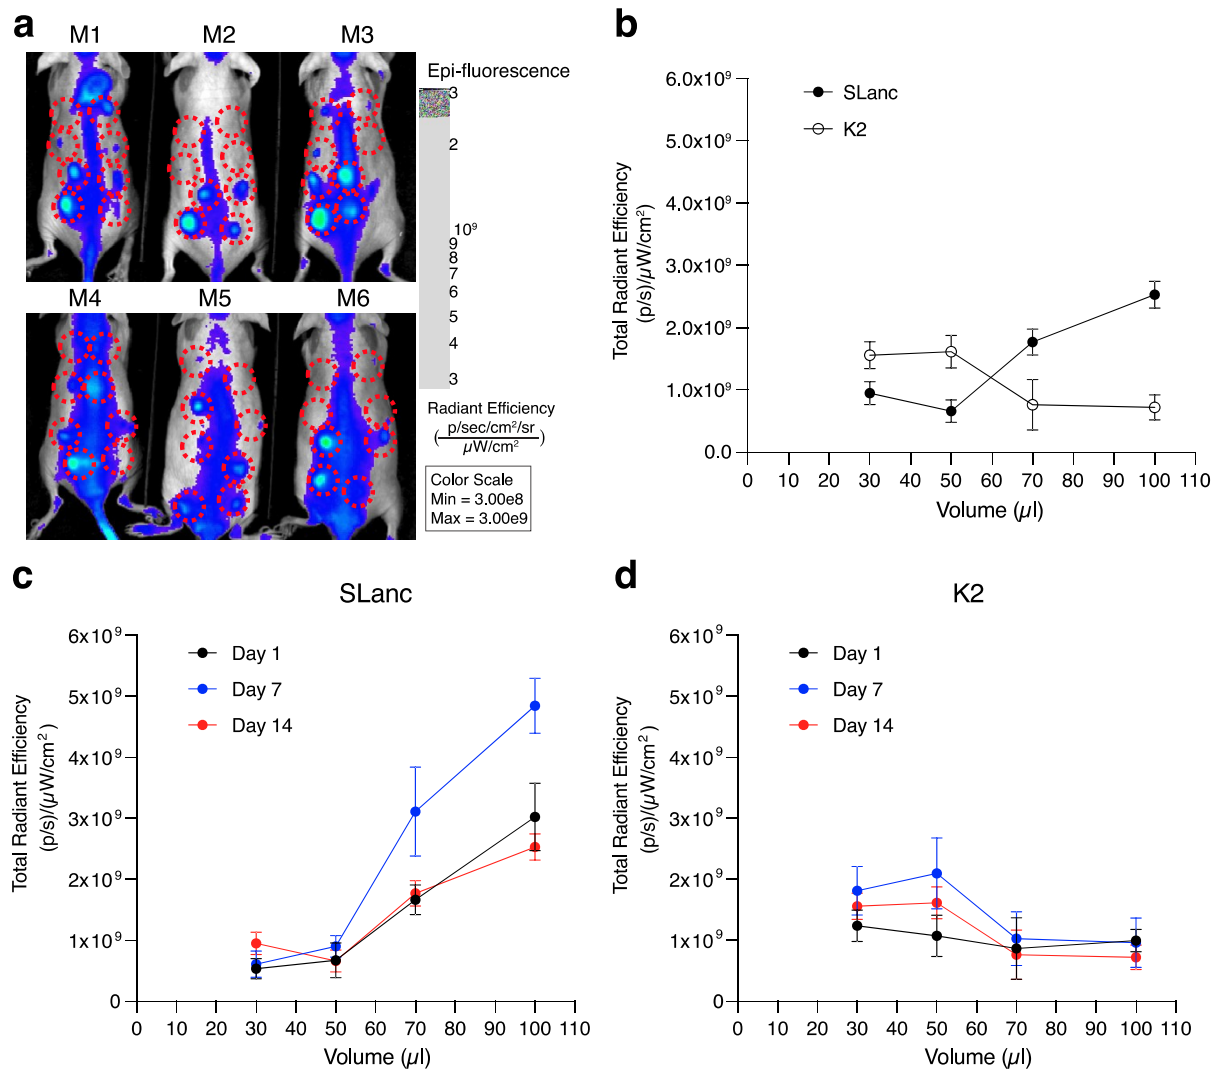 a
M1
M2
M3
Epi-fluorescence
3
2
10⁹
9
8
7
6
5
4
3
M4
M5
M6
Radiant Efficiency
(p/sec/cm²/sr
µW/cm²)
Color Scale
Min = 3.00e8
Max = 3.00e9
b
SLanc
K2
Total Radiant Efficiency
(p/s)/µW/cm²)
6.0x10⁹
5.0x10⁹
4.0x10⁹
3.0x10⁹
2.0x10⁹
1.0x10⁹
0.0
0 10 20 30 40 50 60 70 80 90 100 110
Volume (µl)
c
SLanc
Day 1
Day 7
Day 14
Total Radiant Efficiency
(p/s)/(µW/cm²)
6x10⁹
5x10⁹
4x10⁹
3x10⁹
2x10⁹
1x10⁹
0
0 10 20 30 40 50 60 70 80 90 100 110
Volume (µl)
d
K2
Day 1
Day 7
Day 14
Total Radiant Efficiency
(p/s)/(µW/cm²)
6x10⁹
5x10⁹
4x10⁹
3x10⁹
2x10⁹
1x10⁹
0
0 10 20 30 40 50 60 70 80 90 100 110
Volume (µl)